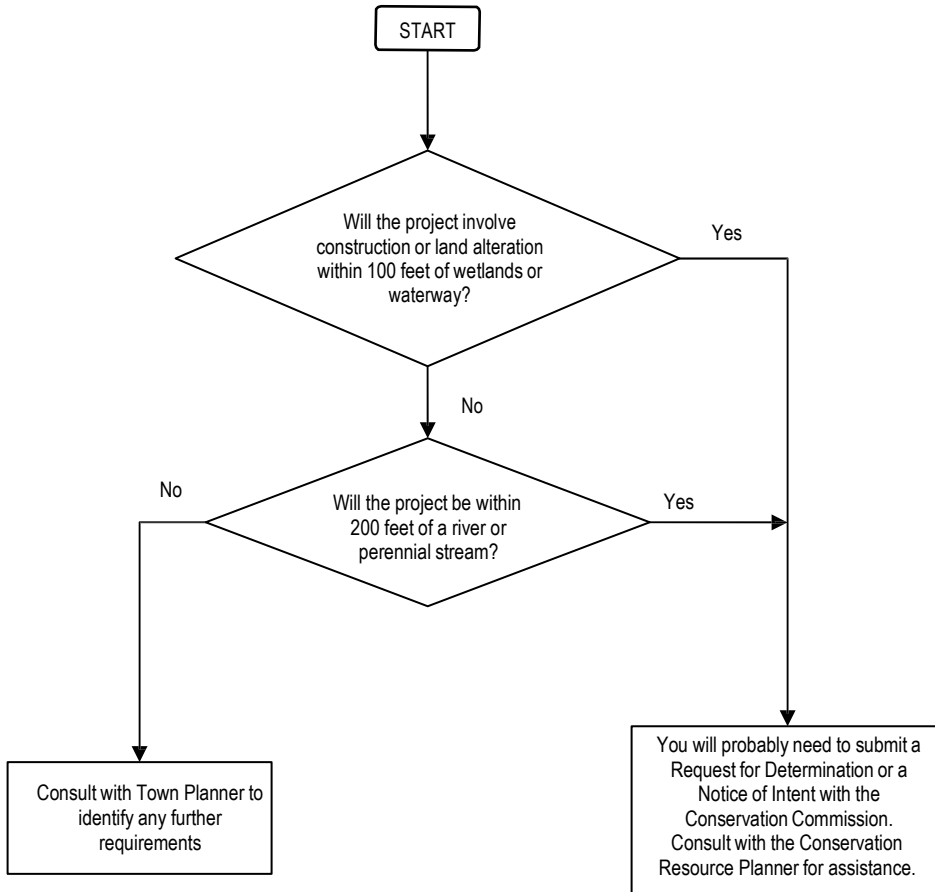 START
Will the project involve
construction or land alteration
within 100 feet of wetlands or
waterway?
Yes
No
Will the project be within
200 feet of a river or
perennial stream?
No
Yes
Consult with Town Planner to
identify any further
requirements
You will probably need to submit a
Request for Determination or a
Notice of Intent with the
Conservation Commission.
Consult with the Conservation
Resource Planner for assistance.